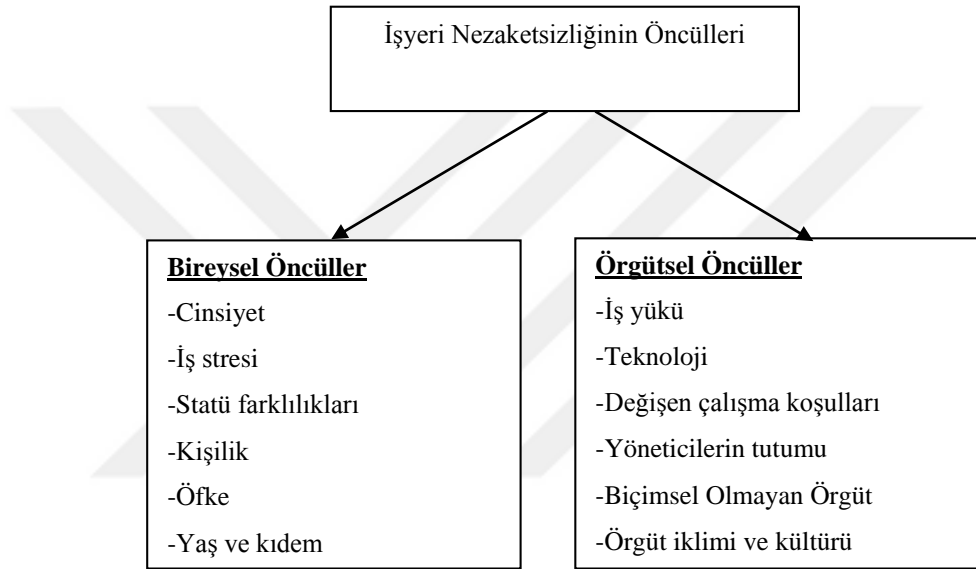 İşyeri Nezaketsizliğinin Öncülleri
Bireysel Öncüller
-Cinsiyet
-İş stresi
-Statü farklılıkları
-Kişilik
-Öfke
-Yaş ve kıdem
Örgütsel Öncüller
-İş yükü
-Teknoloji
-Değişen çalışma koşulları
-Yöneticilerin tutumu
-Biçimsel Olmayan Örgüt
-Örgüt iklimi ve kültürü